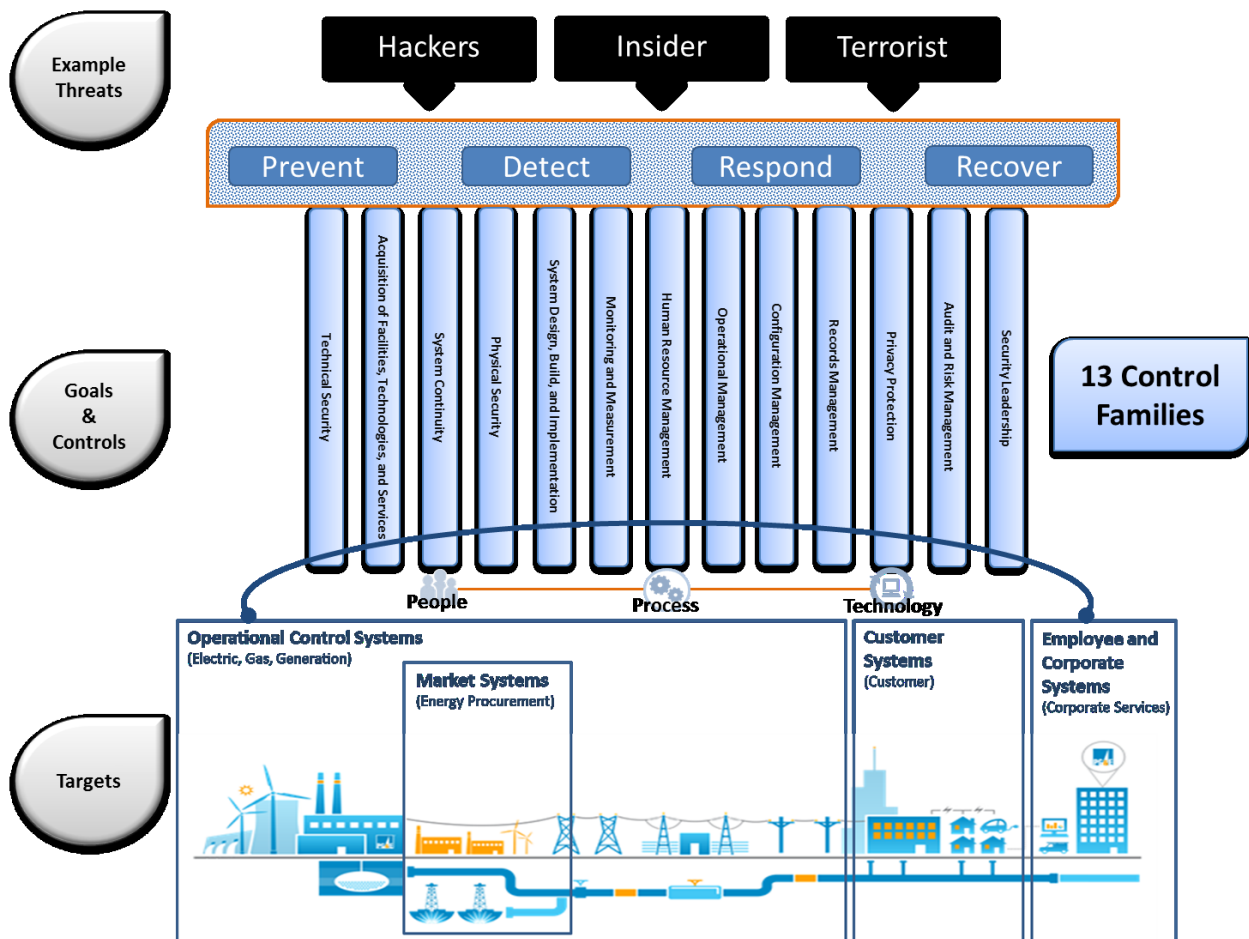 Example
Threats
Hackers
Insider
Terrorist
Prevent
Detect
Respond
Recover
Goals
&
Controls
Technical Security
Acquisition of Facilities, Technologies, and Services
System Continuity
Physical Security
System Design, Build, and Implementation
Monitoring and Measurement
Human Resource Management
Operational Management
Configuration Management
Records Management
Privacy Protection
Audit and Risk Management
Security Leadership
13 Control
Families
People
Process
Technology
Targets
Operational Control Systems
(Electric, Gas, Generation)
Market Systems
(Energy Procurement)
Customer
Systems
(Customer)
Employee and
Corporate
Systems
(Corporate Services)